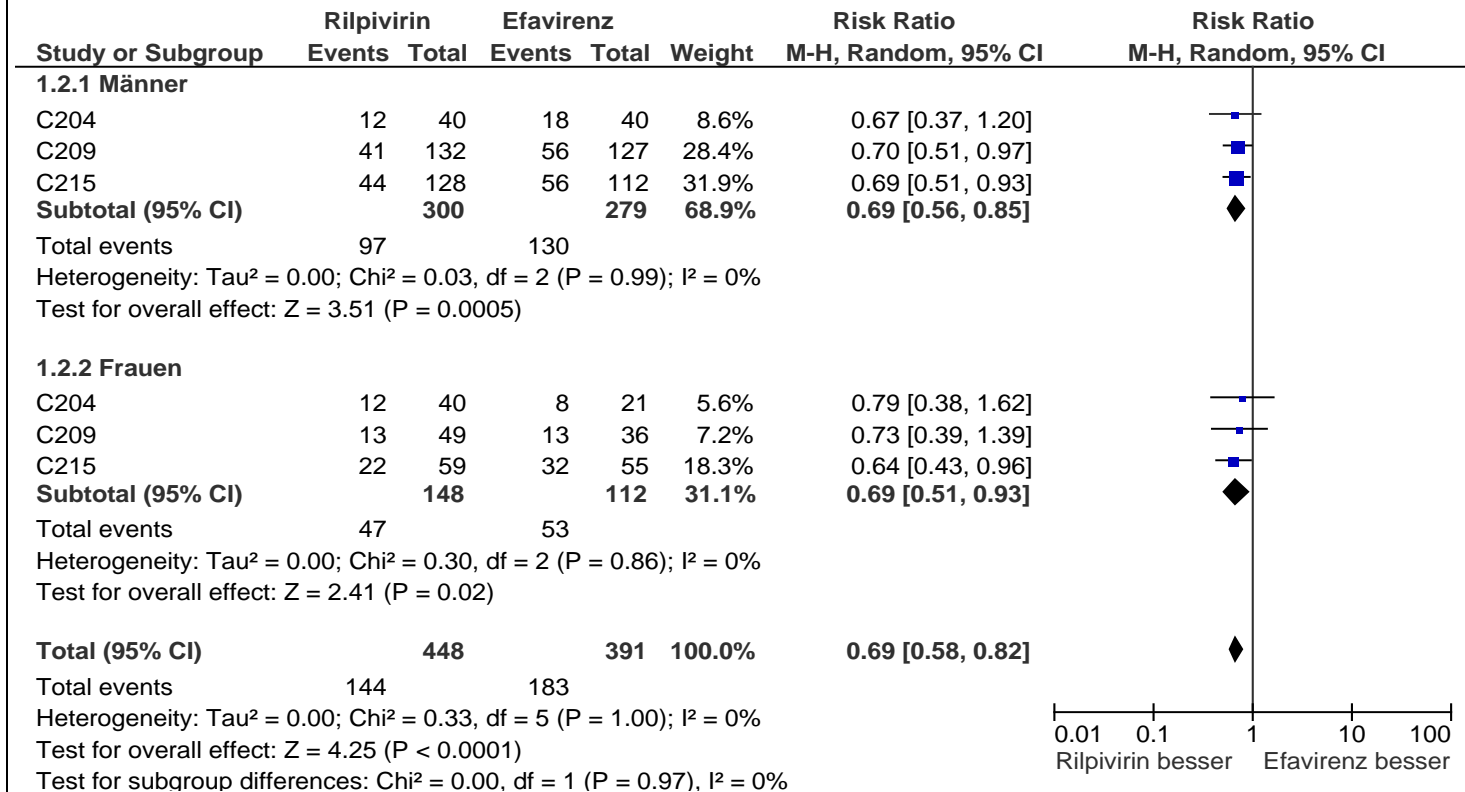 Rilpivirin Efavirenz Risk Ratio Risk Ratio
Study or Subgroup Events Total Events Total Weight M-H, Random, 95% CI M-H, Random, 95% CI
1.2.1 Männer
C204 12 40 18 40 8.6% 0.67 [0.37, 1.20]
C209 41 132 56 127 28.4% 0.70 [0.51, 0.97]
C215 44 128 56 112 31.9% 0.69 [0.51, 0.93]
Subtotal (95% CI) 300 279 68.9% 0.69 [0.56, 0.85]
Total events 97 130
Heterogeneity: Tau² = 0.00; Chi² = 0.03, df = 2 (P = 0.99); I² = 0%
Test for overall effect: Z = 3.51 (P = 0.0005)
1.2.2 Frauen
C204 12 40 8 21 5.6% 0.79 [0.38, 1.62]
C209 13 49 13 36 7.2% 0.73 [0.39, 1.39]
C215 22 59 32 55 18.3% 0.64 [0.43, 0.96]
Subtotal (95% CI) 148 112 31.1% 0.69 [0.51, 0.93]
Total events 47 53
Heterogeneity: Tau² = 0.00; Chi² = 0.30, df = 2 (P = 0.86); I² = 0%
Test for overall effect: Z = 2.41 (P = 0.02)
Total (95% CI) 448 391 100.0% 0.69 [0.58, 0.82]
Total events 144 183
Heterogeneity: Tau² = 0.00; Chi² = 0.33, df = 5 (P = 1.00); I² = 0%
Test for overall effect: Z = 4.25 (P < 0.0001)
Test for subgroup differences: Chi² = 0.00, df = 1 (P = 0.97), I² = 0%
0.01 0.1 1 10 100
Rilpivirin besser Efavirenz besser